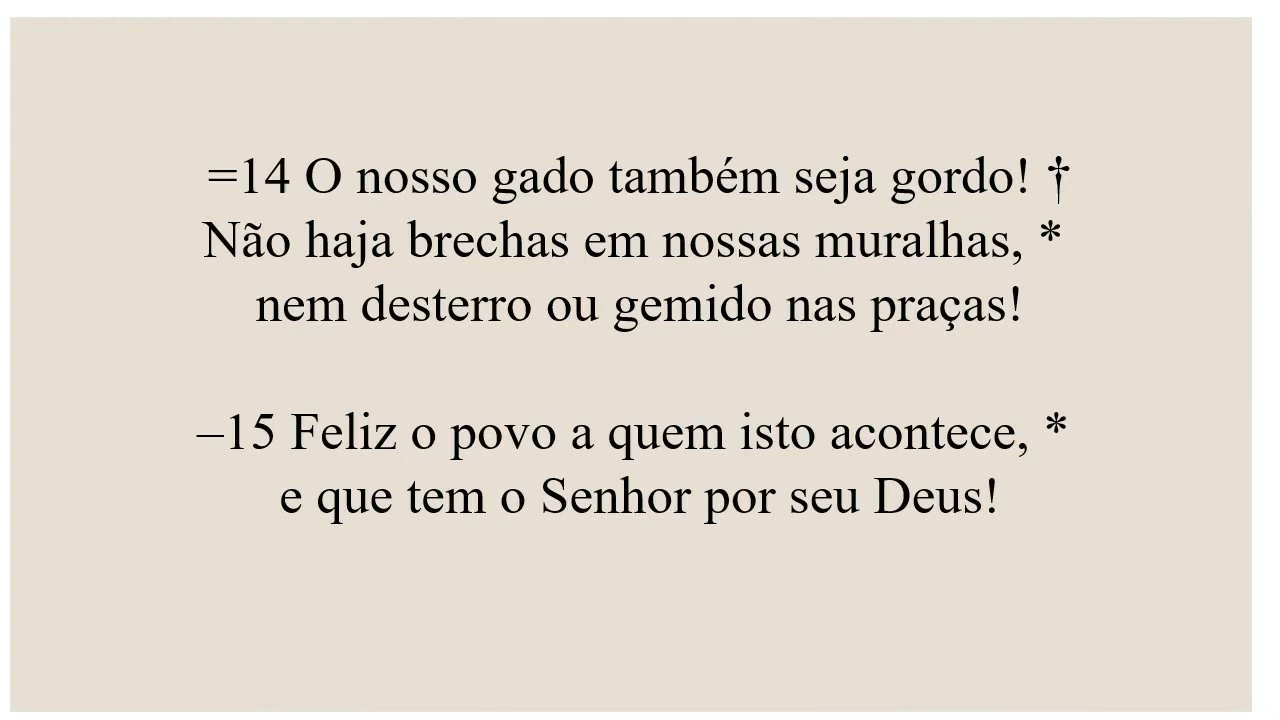 =14 O nosso gado também seja gordo! †
Não haja brechas em nossas muralhas, *
nem desterro ou gemido nas praças!
–15 Feliz o povo a quem isto acontece, *
e que tem o Senhor por seu Deus!